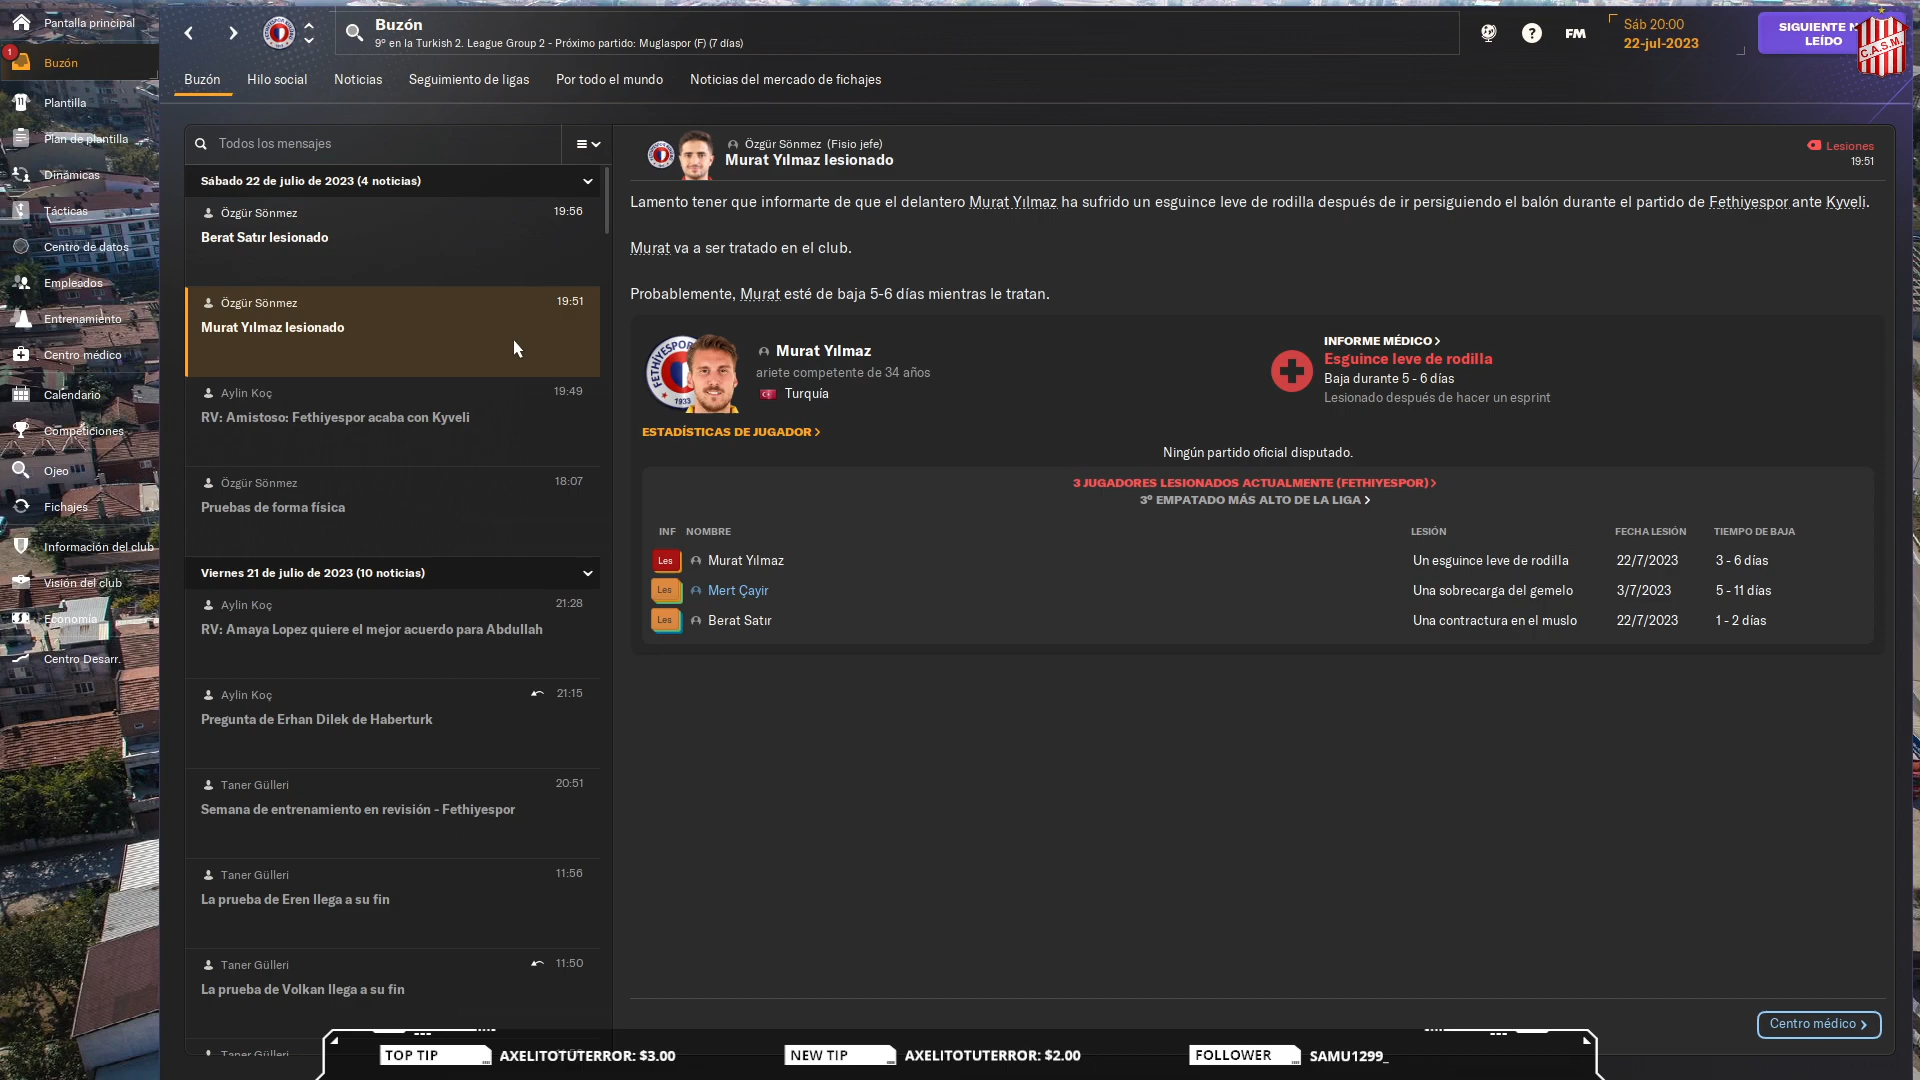 Pantalla principal
1
Buzón
Plantilla
Plan de plantilla
Dinámicas
Tácticas
Centro de datos
Empleados
Entrenamiento
Centro médico
Calendario
Competiciones
Ojeo
Fichajes
Información del club
Visión del club
Economía
Centro Desarr.
Buzón
9º en la Turkish 2. League Group 2 - Próximo partido: Muglaspor (F) (7 días)
FM
Sáb 20:00
22-jul-2023
SIGUIENTE N
LEÍDO
C.A.S.M.
Buzón
Hilo social
Noticias
Seguimiento de ligas
Por todo el mundo
Noticias del mercado de fichajes
Todos los mensajes
Sábado 22 de julio de 2023 (4 noticias)
Özgür Sönmez 19:56
Berat Satır lesionado
Özgür Sönmez 19:51
Murat Yılmaz lesionado
Aylin Koç 19:49
RV: Amistoso: Fethiyespor acaba con Kyveli
Özgür Sönmez 18:07
Pruebas de forma física
Viernes 21 de julio de 2023 (10 noticias)
Aylin Koç 21:28
RV: Amaya Lopez quiere el mejor acuerdo para Abdullah
Aylin Koç 21:15
Pregunta de Erhan Dilek de Haberturk
Taner Gülleri 20:51
Semana de entrenamiento en revisión - Fethiyespor
Taner Gülleri 11:56
La prueba de Eren llega a su fin
Taner Gülleri 11:50
La prueba de Volkan llega a su fin
Taner Gülleri
Özgür Sönmez (Fisio jefe)
Murat Yılmaz lesionado
Lesiones
19:51
Lamento tener que informarte de que el delantero Murat Yılmaz ha sufrido un esguince leve de rodilla después de ir persiguiendo el balón durante el partido de Fethiyespor ante Kyveli.
Murat va a ser tratado en el club.
Probablemente, Murat esté de baja 5-6 días mientras le tratan.
FETHİYESPOR
1933
Murat Yılmaz
ariete competente de 34 años
Turquía
INFORME MÉDICO
Esguince leve de rodilla
Baja durante 5 - 6 días
Lesionado después de hacer un esprint
ESTADÍSTICAS DE JUGADOR
Ningún partido oficial disputado.
3 JUGADORES LESIONADOS ACTUALMENTE (FETHIYESPOR)
3º EMPATADO MÁS ALTO DE LA LIGA
INF NOMBRE LESIÓN FECHA LESIÓN TIEMPO DE BAJA
Les Murat Yılmaz Un esguince leve de rodilla 22/7/2023 3 - 6 días
Les Mert Çayir Una sobrecarga del gemelo 3/7/2023 5 - 11 días
Les Berat Satır Una contractura en el muslo 22/7/2023 1 - 2 días
Centro médico
TOP TIP AXELITOTUTERROR: $3.00
NEW TIP AXELITOTUTERROR: $2.00
FOLLOWER SAMU1299_